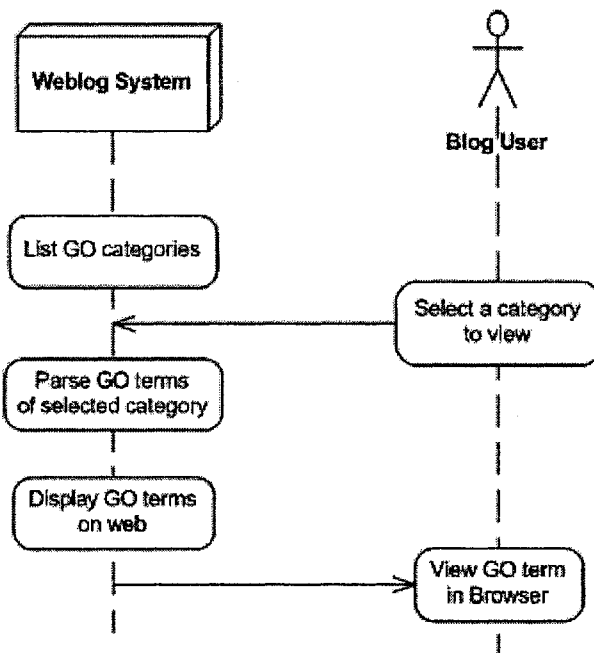 Weblog System
Blog User
List GO categories
Select a category
to view
Parse GO terms
of selected category
Display GO terms
on web
View GO term
in Browser